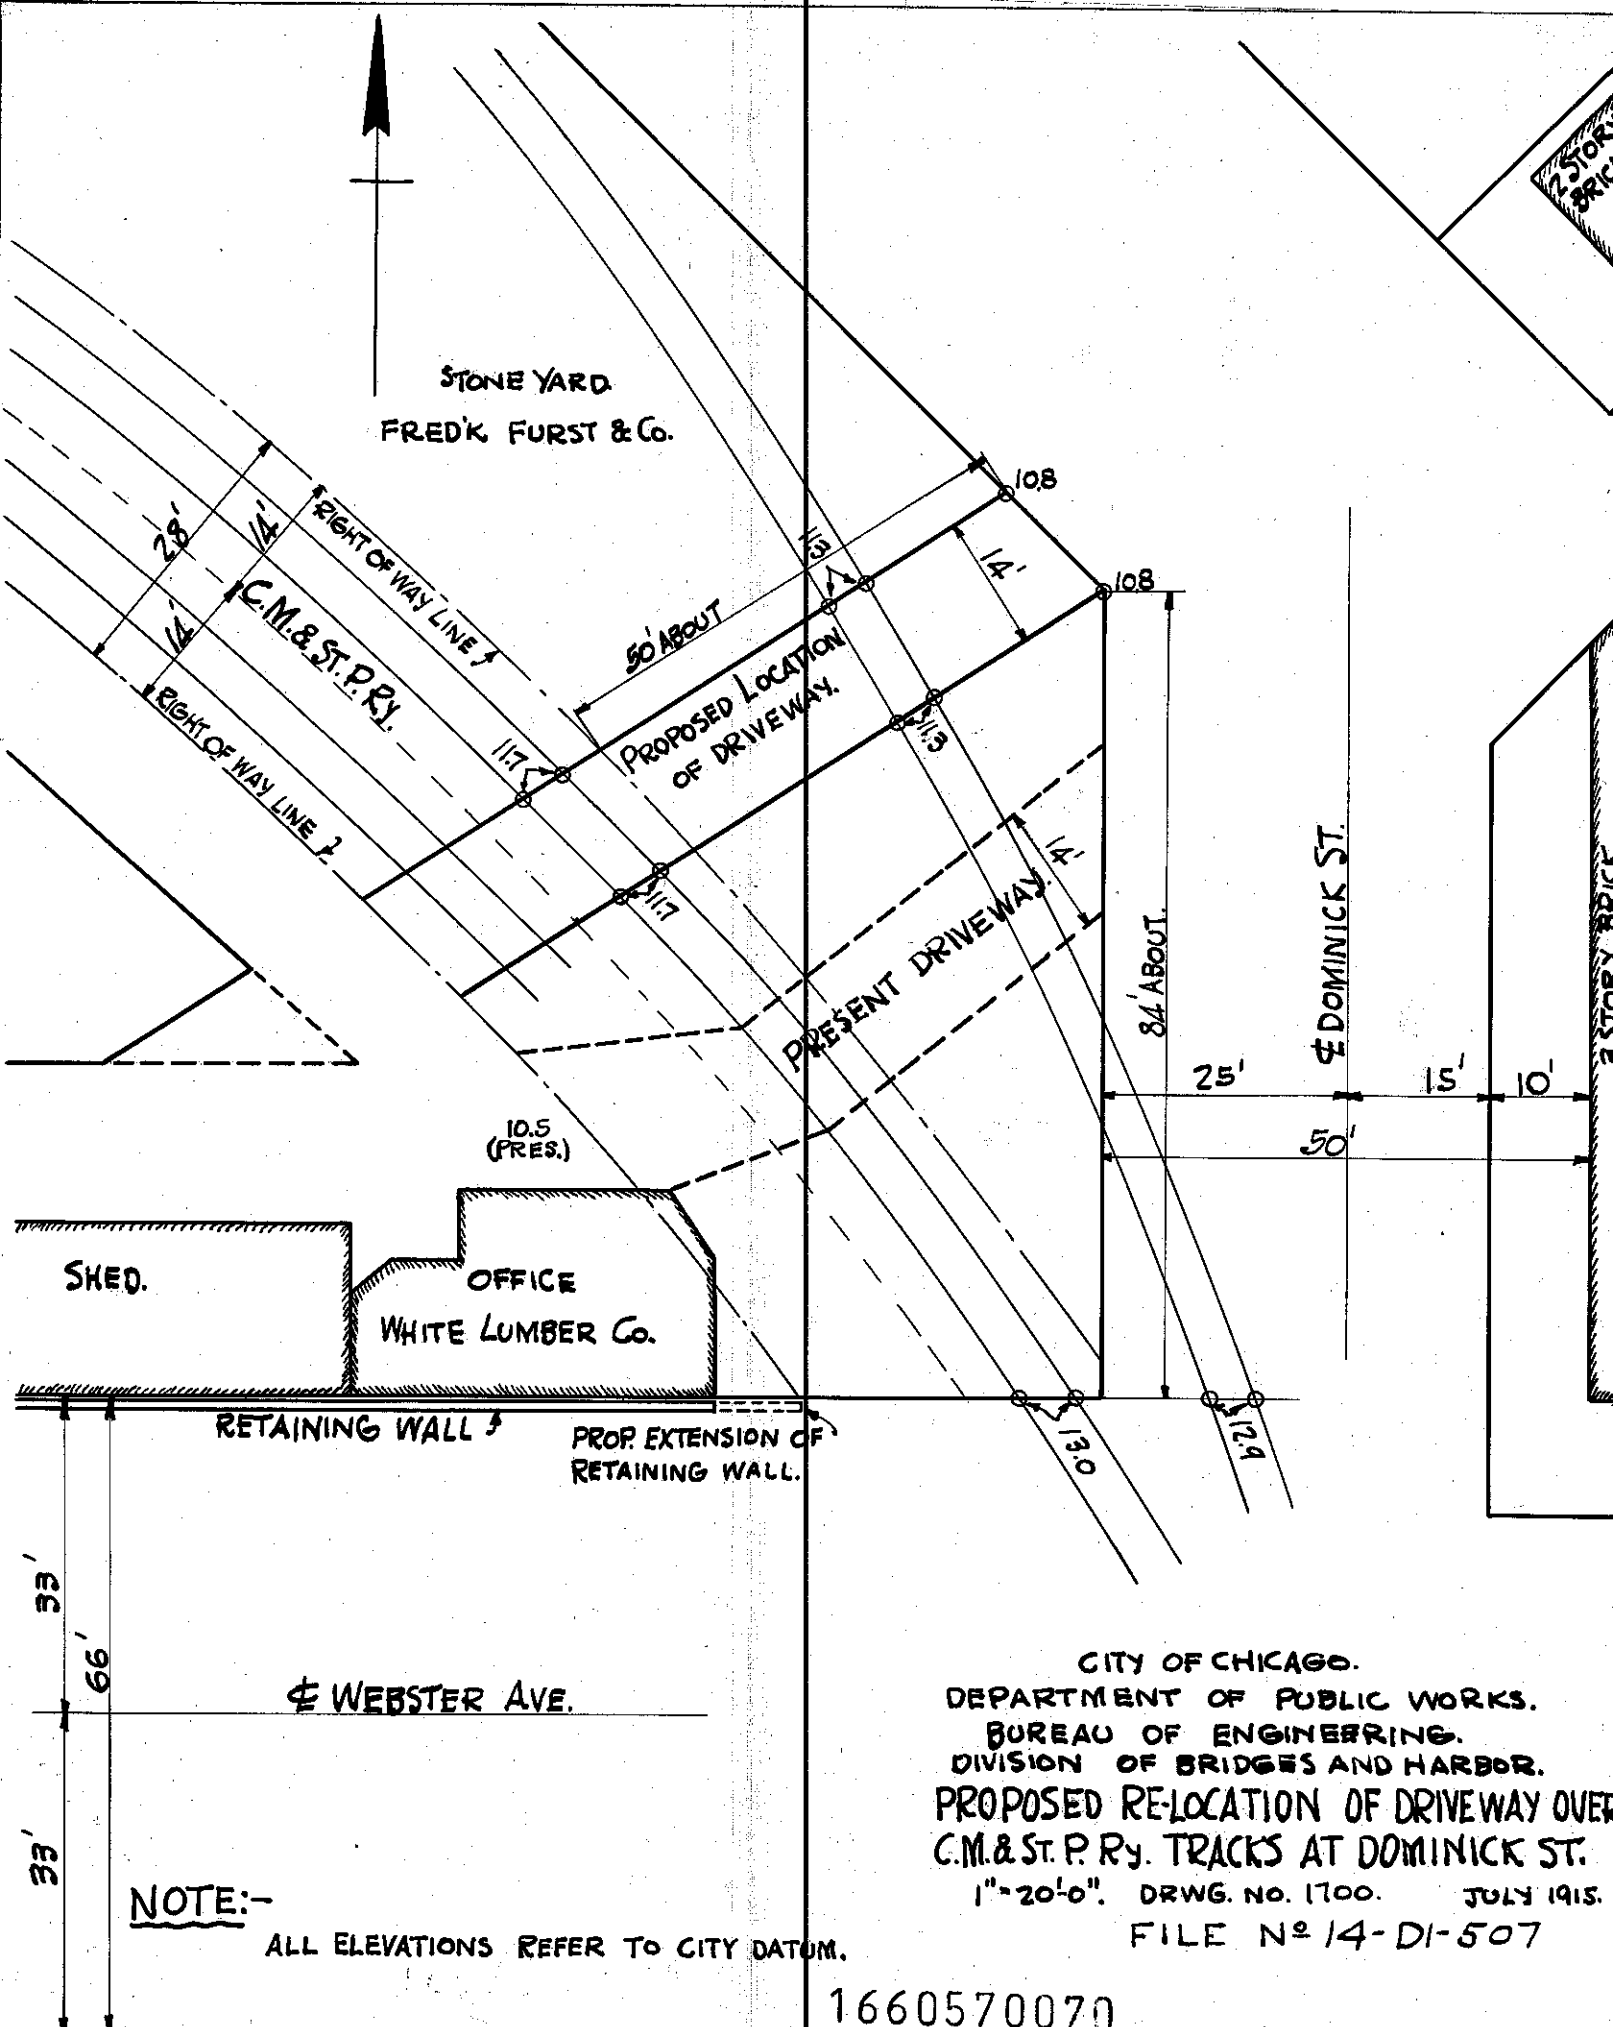 2 STORY
BRICK
STONE YARD.
FRED'K FURST & Co.
10.8
10.8
28'
14'
14'
RIGHT OF WAY LINE
C.M. & ST. P. RY.
RIGHT OF WAY LINE
11.3
14'
50' ABOUT
PROPOSED LOCATION
OF DRIVEWAY.
11.3
11.7
11.7
14'
PRESENT DRIVEWAY.
84' ABOUT.
℄ DOMINICK ST.
2 STORY BRICK
25'
15'
10'
50'
10.5
(PRES.)
SHED.
OFFICE
WHITE LUMBER Co.
RETAINING WALL
PROP. EXTENSION OF
RETAINING WALL.
13.0
12.9
33'
66'
33'
℄ WEBSTER AVE.
CITY OF CHICAGO.
DEPARTMENT OF PUBLIC WORKS.
BUREAU OF ENGINEERING.
DIVISION OF BRIDGES AND HARBOR.
PROPOSED RE-LOCATION OF DRIVEWAY OVER
C.M. & ST. P. RY. TRACKS AT DOMINICK ST.
1"=20'-0". DRWG. NO. 1700. JULY 1915.
FILE Nº 14-D1-507
NOTE:-
ALL ELEVATIONS REFER TO CITY DATUM.
1660570070